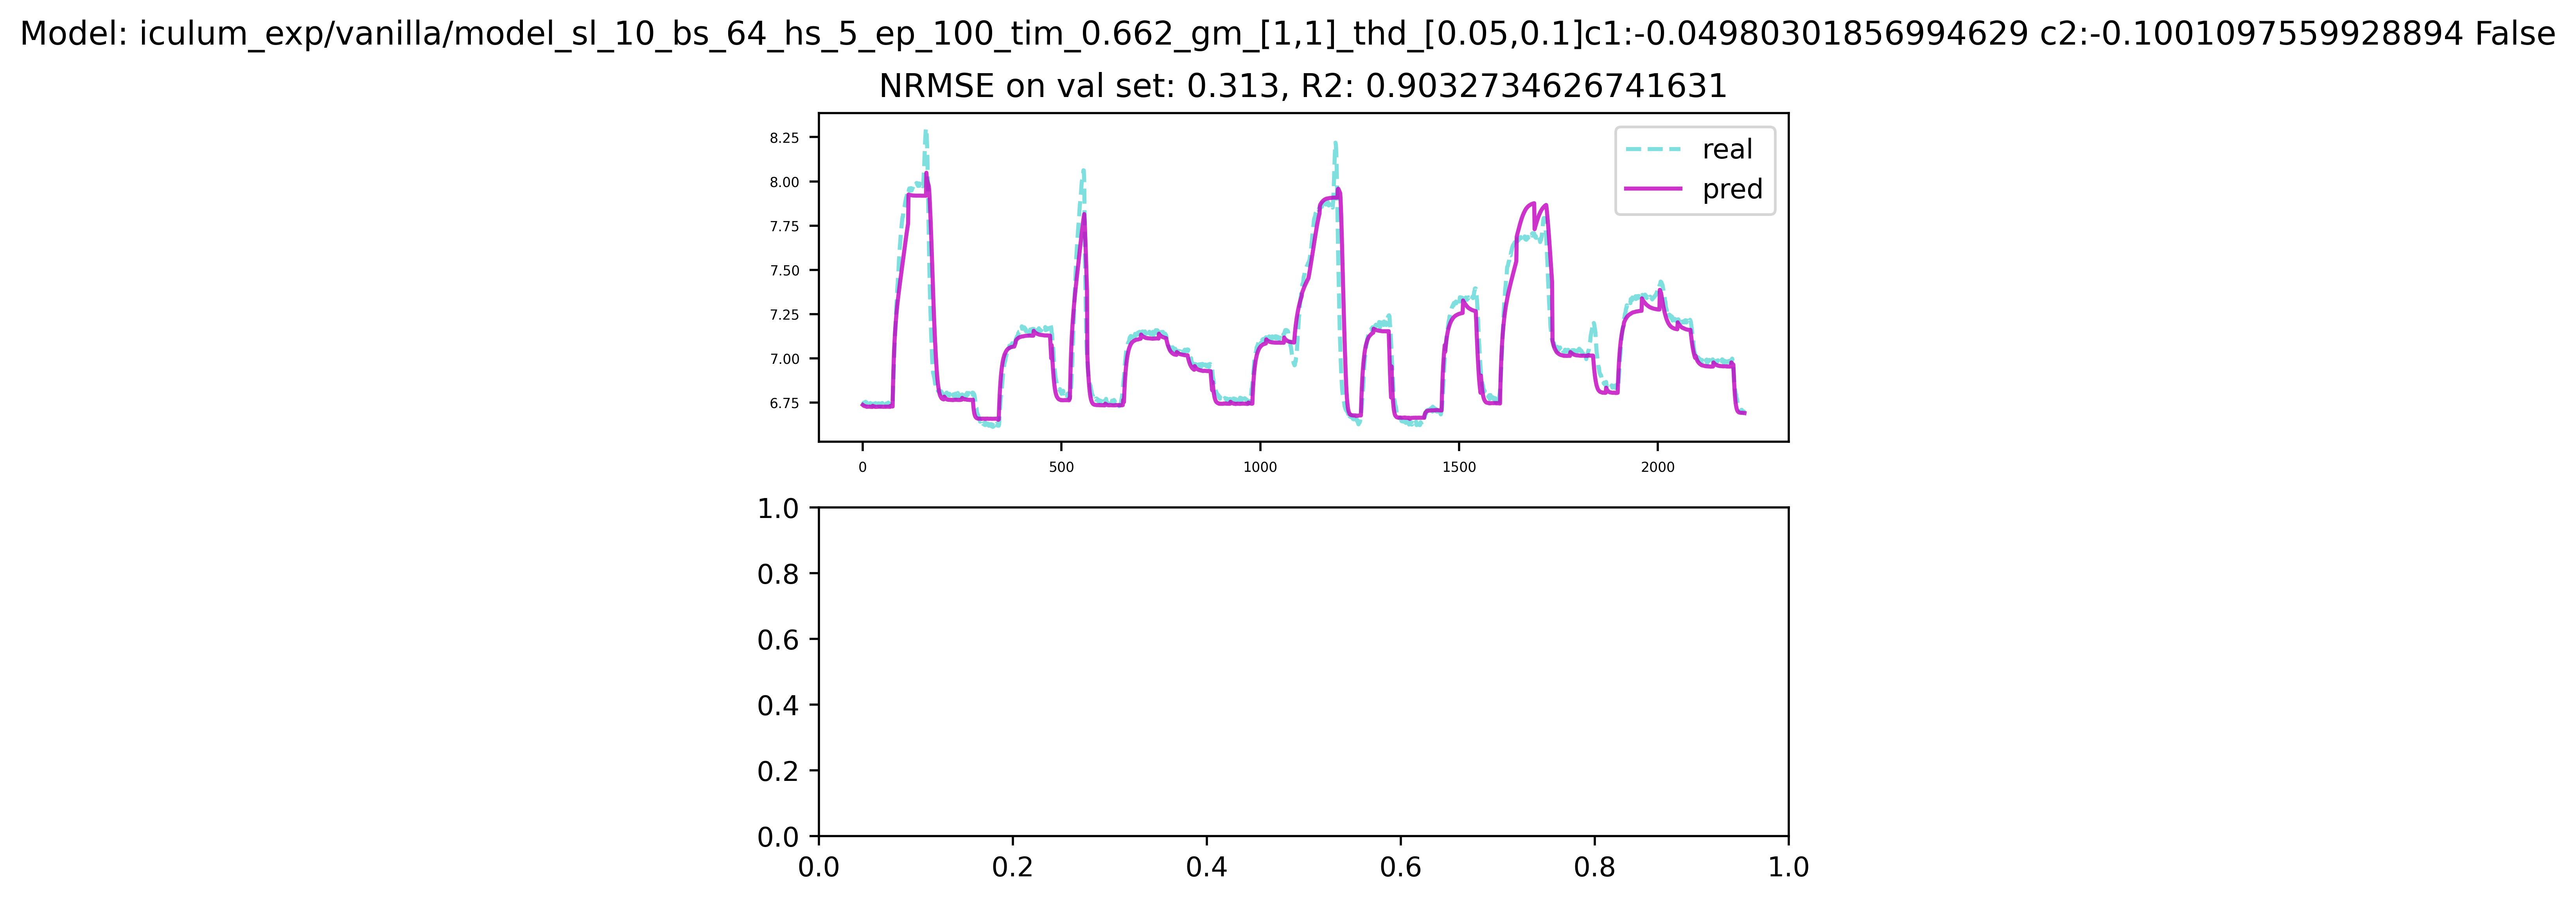 Model: iculum_exp/vanilla/model_sl_10_bs_64_hs_5_ep_100_tim_0.662_gm_[1,1]_thd_[0.05,0.1]c1:-0.04980301856994629 c2:-0.1001097559928894 False
NRMSE on val set: 0.313, R2: 0.9032734626741631
8.25
8.00
7.75
7.50
7.25
7.00
6.75
real
pred
0 500 1000 1500 2000
1.0
0.8
0.6
0.4
0.2
0.0
0.0 0.2 0.4 0.6 0.8 1.0